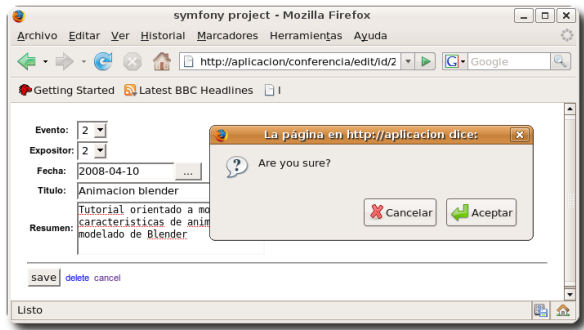 symfony project - Mozilla Firefox
Archivo Editar Ver Historial Marcadores Herramientas Ayuda
http://aplicacion/conferencia/edit/id/2
G Google
Getting Started Latest BBC Headlines
Evento: 2
Expositor: 2
Fecha: 2008-04-10 ...
Titulo: Animacion blender
Resumen: Tutorial orientado a mo
caracteristicas de anim
modelado de Blender
La página en http://aplicacion dice:
Are you sure?
Cancelar Aceptar
save delete cancel
Listo